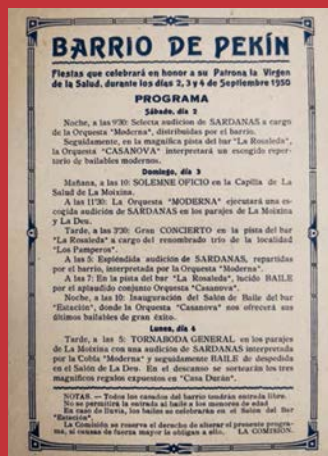 BARRIO DE PEKÍN
Fiestas que celebrará en honor a su Patrona la Virgen
de la Salud, durante los días 2, 3 y 4 de Septiembre 1950
PROGRAMA
Sábado, día 2
Noche, a las 9'30: Selecta audicion de SARDANAS a cargo
de la Orquesta "Moderna", distribuidas por el barrio.
Seguidamente, en la magnífica pista del bar "La Rosaleda",
la Orquesta "CASANOVA" interpretará un escogido reper-
torio de bailables modernos.
Domingo, día 3
Mañana, a las 10: SOLEMNE OFICIO en la Capilla de La
Salud de La Moixina.
A las 11'20: La Orquesta "MODERNA" ejecutará una es-
cogida audición de SARDANAS en los parajes de La Moixina
y La Deu.
Tarde, a las 3'30: Gran CONCIERTO en la pista del bar
"La Rosaleda" a cargo del renombrado trío de la localidad
"Los Pamperos".
A las 5: Espléndida audición de SARDANAS, repartidas
por el barrio, interpretada por la Orquesta "Moderna".
A las 7: En la pista del bar "La Rosaleda", lucido BAILE
por el aplaudido conjunto Orquesta "Casanova".
Noche, a las 10: Inauguración del Salón de Baile del bar
"Estación", donde la Orquesta "Casanova" nos ofrecerá sus
últimos bailables de gran éxito.
Lunes, día 4
Tarde, a las 5: TORNABODA GENERAL en los parajes
de La Moixina con una audición de SARDANAS interpretada
por la Cobla "Moderna" y seguidamente BAILE de despedida
en el Salón de La Deu. En el descanso se sortearán los tres
magníficos regalos expuestos en "Casa Durán".
NOTAS. — Todos los casados del barrio tendrán entrada libre.
No se permitirá la entrada al baile a los menores de edad
En caso de lluvia, los bailes se celebrarán en el Salón del Bar
"Estación".
La Comisión se reserva el derecho de alterar el presente progra-
ma, si causas de fuerza mayor le obligan a ello. LA COMISIÓN.